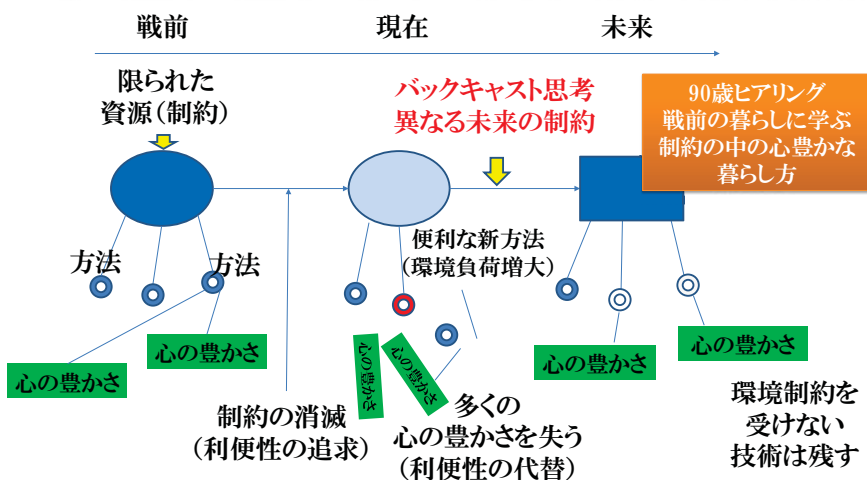 戦前
現在
未来
限られた
資源（制約）
バックキャスト思考
異なる未来の制約
90歳ヒアリング
戦前の暮らしに学ぶ
制約の中の心豊かな
暮らし方
方法
方法
便利な新方法
（環境負荷増大）
心の豊かさ
心の豊かさ
心の豊かさ
心の豊かさ
心の豊かさ
心の豊かさ
制約の消滅
（利便性の追求）
多くの
心の豊かさを失う
（利便性の代替）
環境制約を
受けない
技術は残す